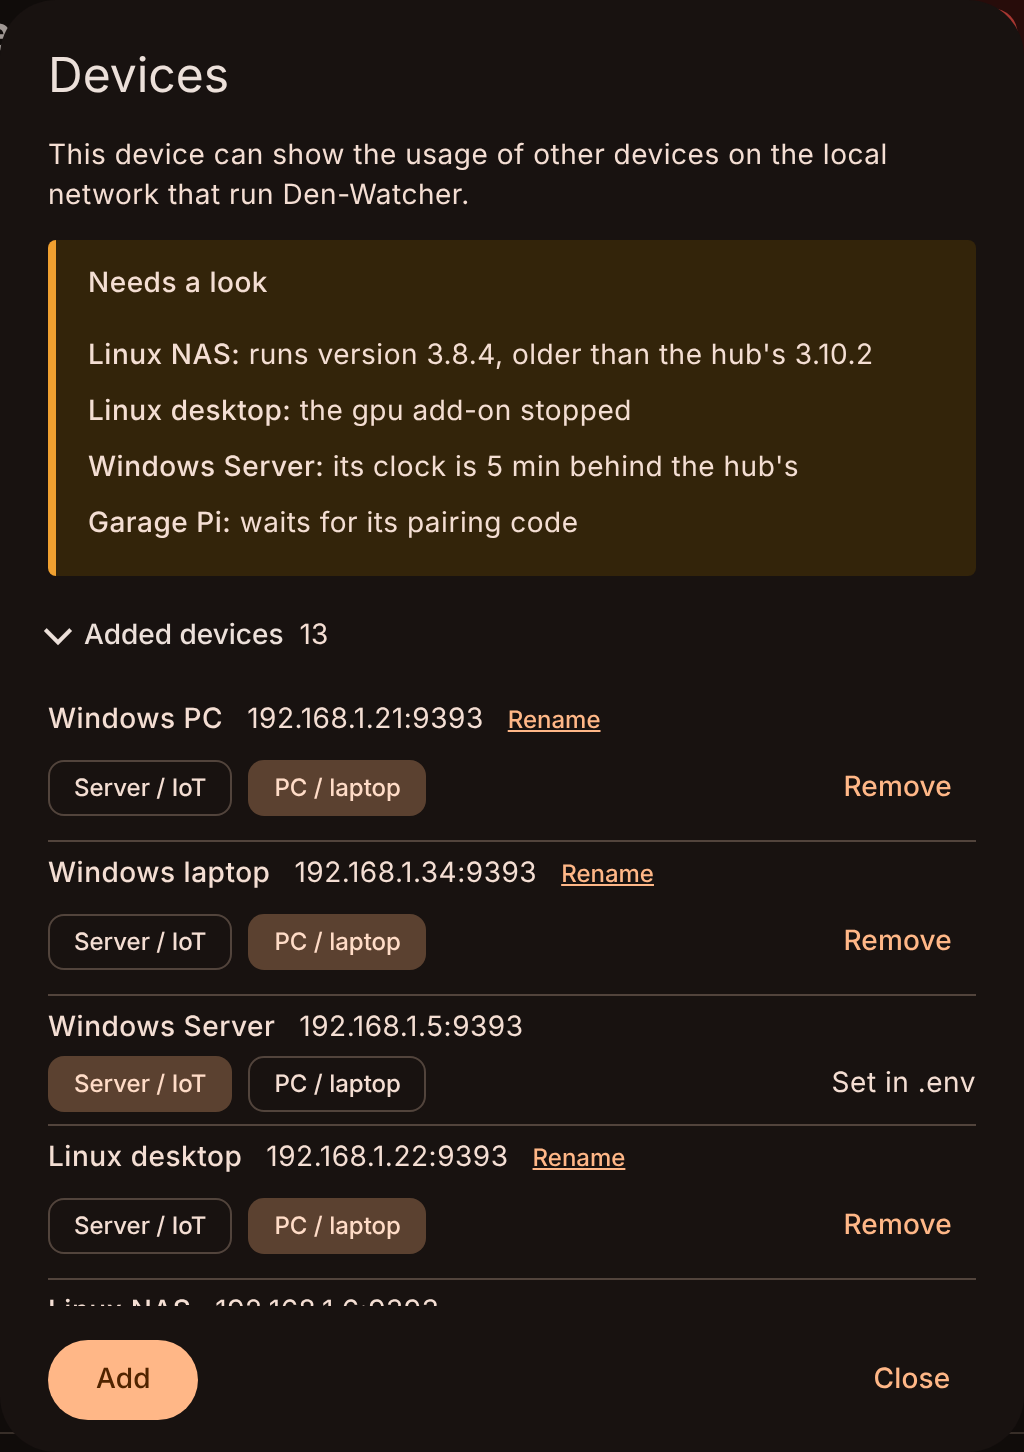 Devices
This device can show the usage of other devices on the local
network that run Den-Watcher.
Needs a look
Linux NAS: runs version 3.8.4, older than the hub's 3.10.2
Linux desktop: the gpu add-on stopped
Windows Server: its clock is 5 min behind the hub's
Garage Pi: waits for its pairing code
Added devices 13
Windows PC 192.168.1.21:9393 Rename
Server / IoT PC / laptop Remove
Windows laptop 192.168.1.34:9393 Rename
Server / IoT PC / laptop Remove
Windows Server 192.168.1.5:9393
Server / IoT PC / laptop Set in .env
Linux desktop 192.168.1.22:9393 Rename
Server / IoT PC / laptop Remove
Linux NAS
Add Close